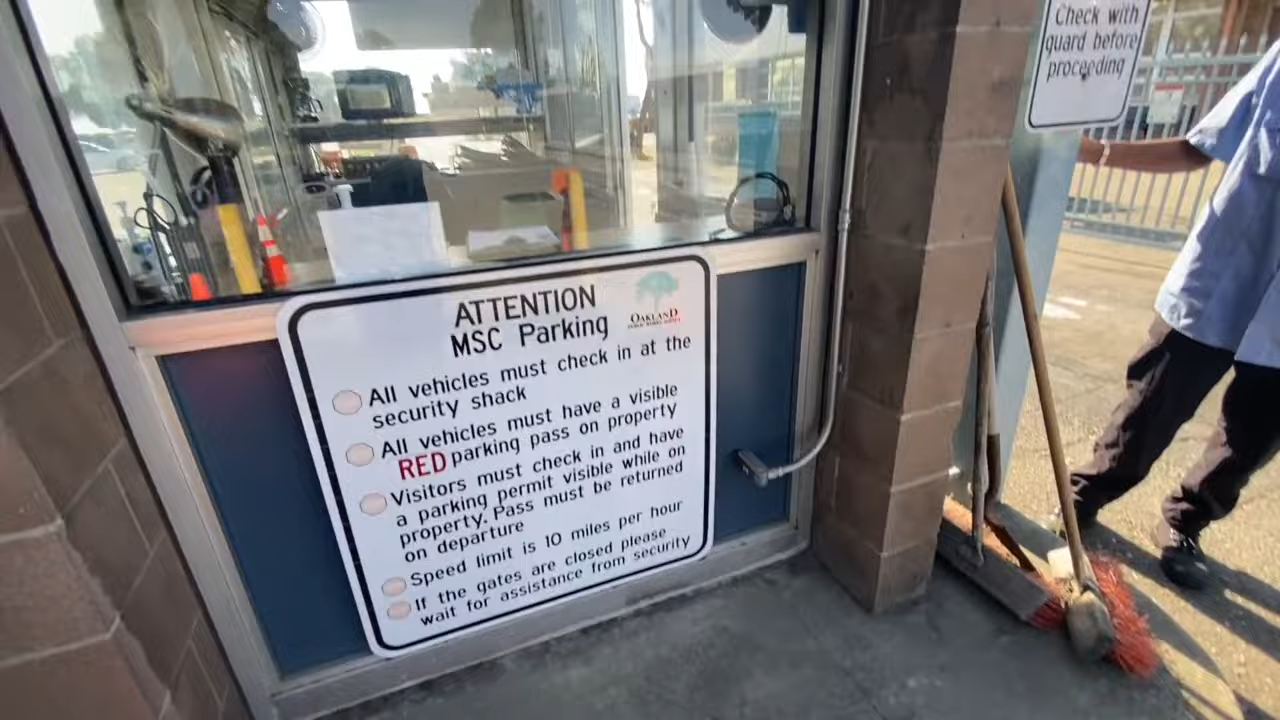 Check with
guard before
proceeding
ATTENTION
MSC Parking
OAKLAND
All vehicles must check in at the
security shack
All vehicles must have a visible
RED parking pass on property
Visitors must check in and have
a parking permit visible while on
property. Pass must be returned
on departure
Speed limit is 10 miles per hour
If the gates are closed please
wait for assistance from security